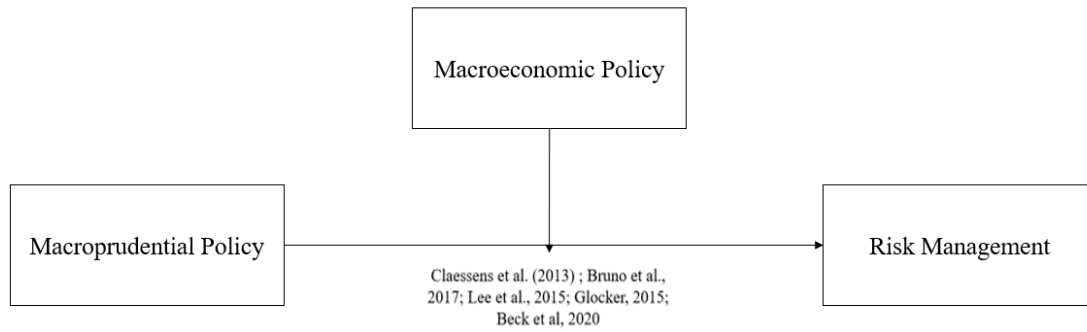 Macroeconomic Policy
Macroprudential Policy
Risk Management
Claessens et al. (2013) ; Bruno et al.,
2017; Lee et al., 2015; Glocker, 2015;
Beck et al, 2020